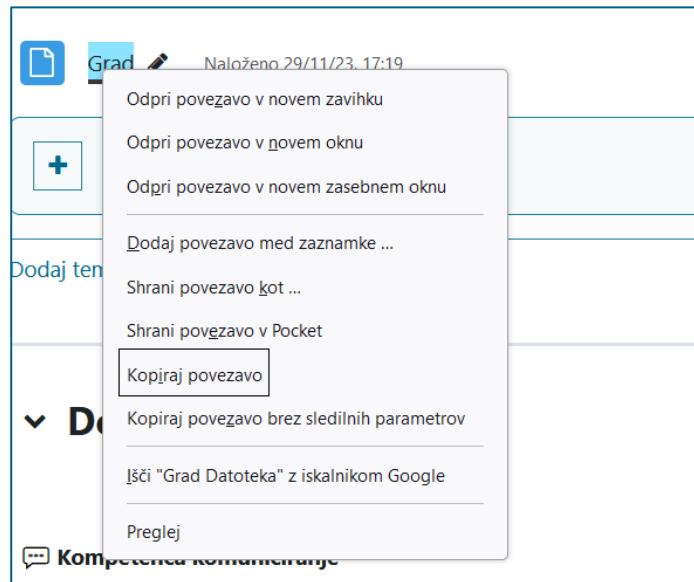 Grad Naloženo 29/11/23, 17:19
Odpri povezavo v novem zavihku
Odpri povezavo v novem oknu
Odpri povezavo v novem zasebnem oknu
Dodaj povezavo med zaznamke ...
Dodaj tem
Shrani povezavo kot ...
Shrani povezavo v Pocket
Kopiraj povezavo
Kopiraj povezavo brez sledilnih parametrov
Išči "Grad Datoteka" z iskalnikom Google
Preglej
Kompetenca komuniciranje